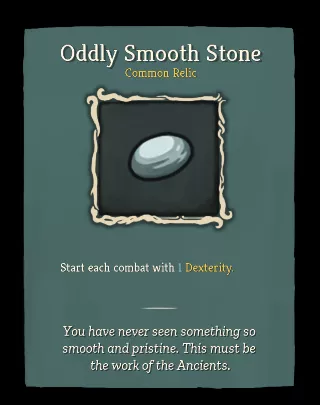 Oddly Smooth Stone
Common Relic
Start each combat with 1 Dexterity.
You have never seen something so
smooth and pristine. This must be
the work of the Ancients.